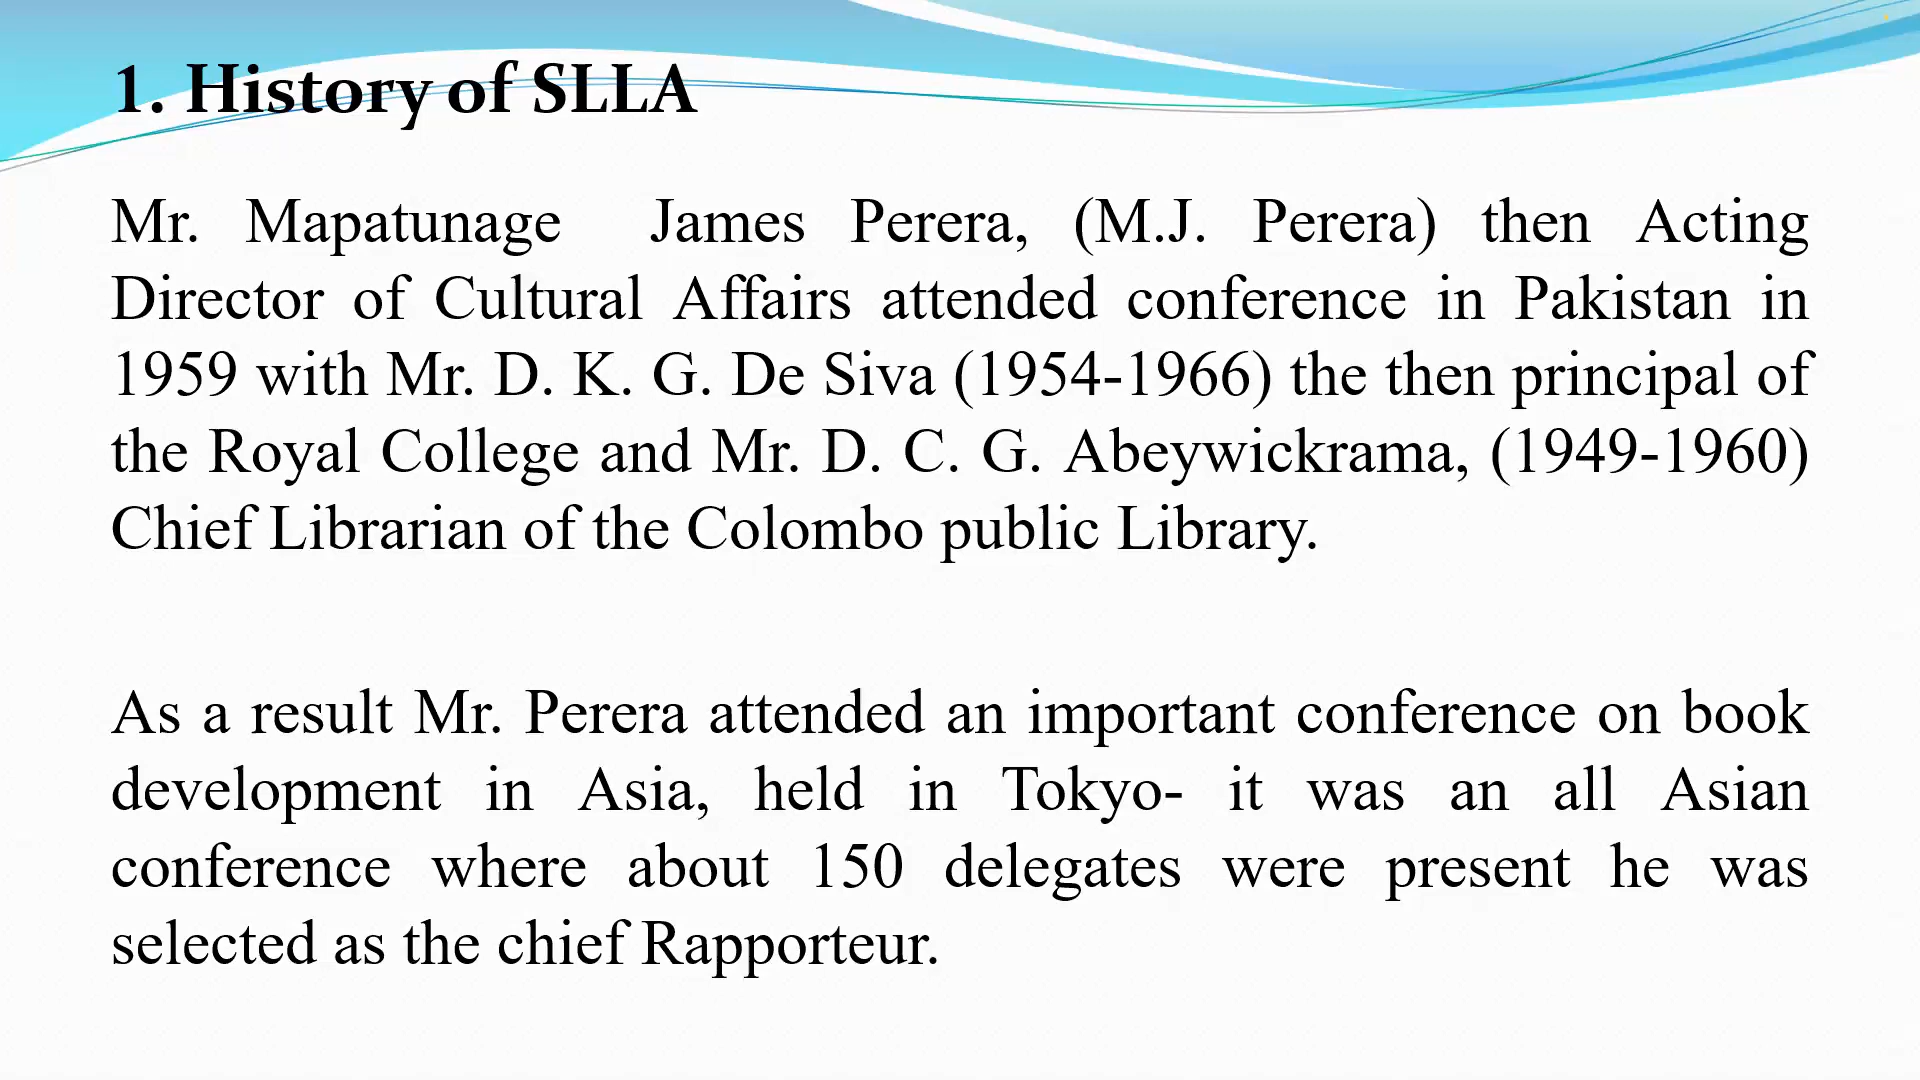 1. History of SLLA
Mr. Mapatunage James Perera, (M.J. Perera) then Acting
Director of Cultural Affairs attended conference in Pakistan in
1959 with Mr. D. K. G. De Siva (1954-1966) the then principal of
the Royal College and Mr. D. C. G. Abeywickrama, (1949-1960)
Chief Librarian of the Colombo public Library.
As a result Mr. Perera attended an important conference on book
development in Asia, held in Tokyo- it was an all Asian
conference where about 150 delegates were present he was
selected as the chief Rapporteur.